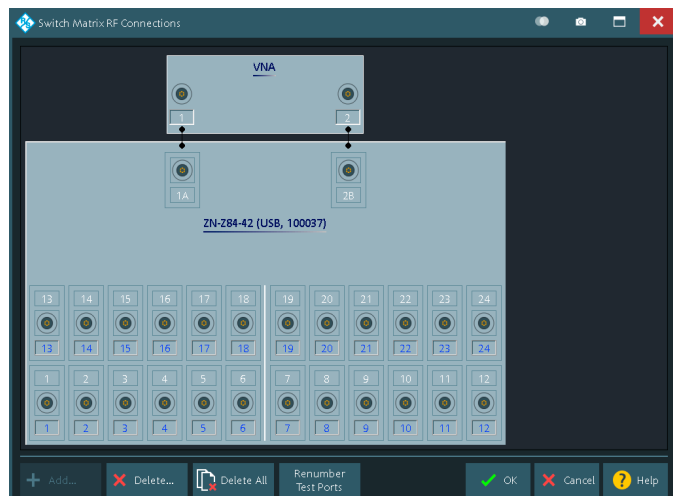 Switch Matrix RF Connections
VNA
1 2
1A 2B
ZN-Z84-42 (USB, 100037)
13 14 15 16 17 18 19 20 21 22 23 24
13 14 15 16 17 18 19 20 21 22 23 24
1 2 3 4 5 6 7 8 9 10 11 12
1 2 3 4 5 6 7 8 9 10 11 12
Add... Delete... Delete All Renumber
Test Ports OK Cancel ? Help